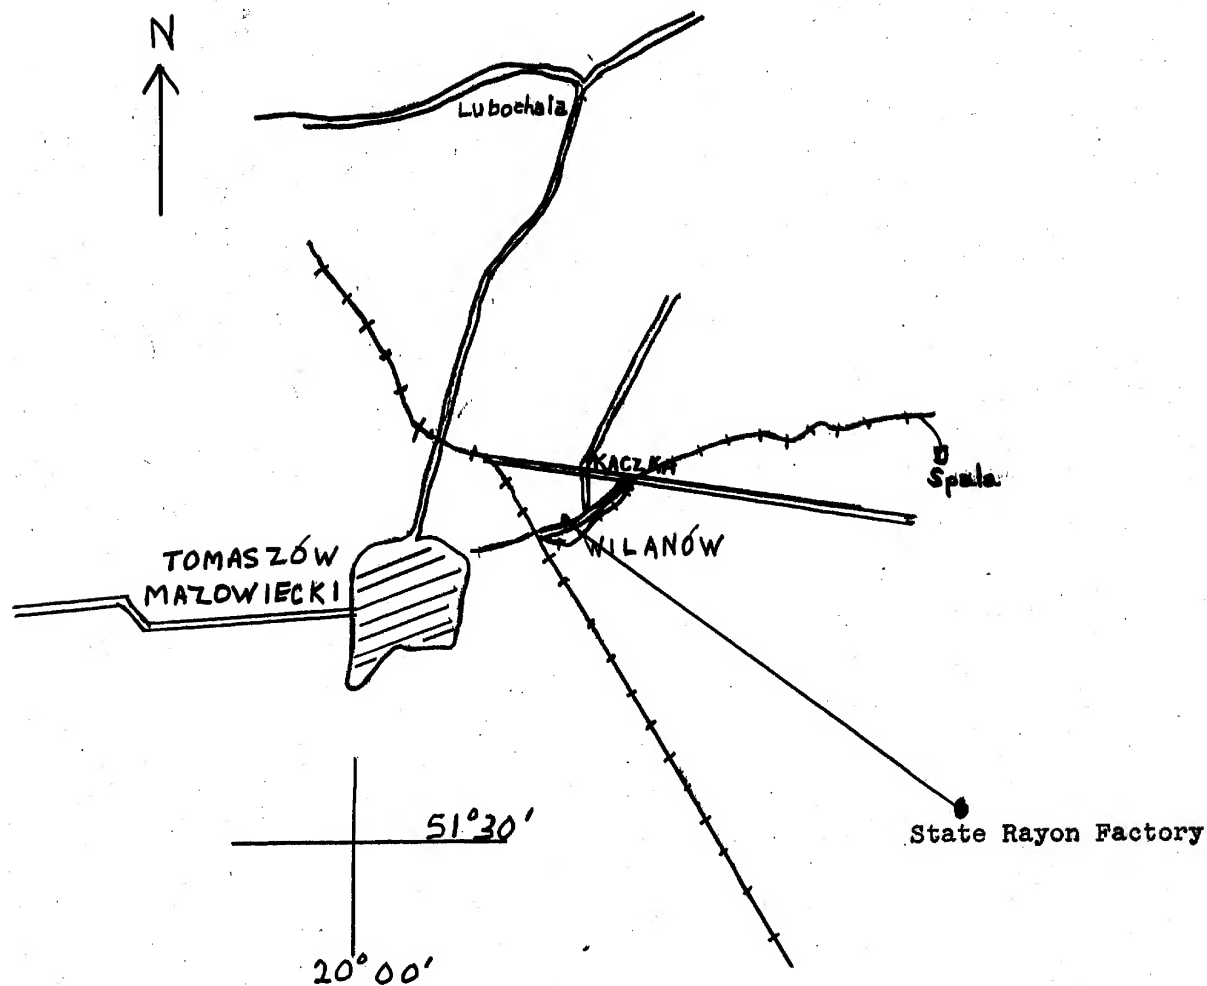 N
Lubochala
KACZKA
Spala
WILANÓW
TOMASZÓW
MAZOWIECKI
51°30'
State Rayon Factory
20°00'